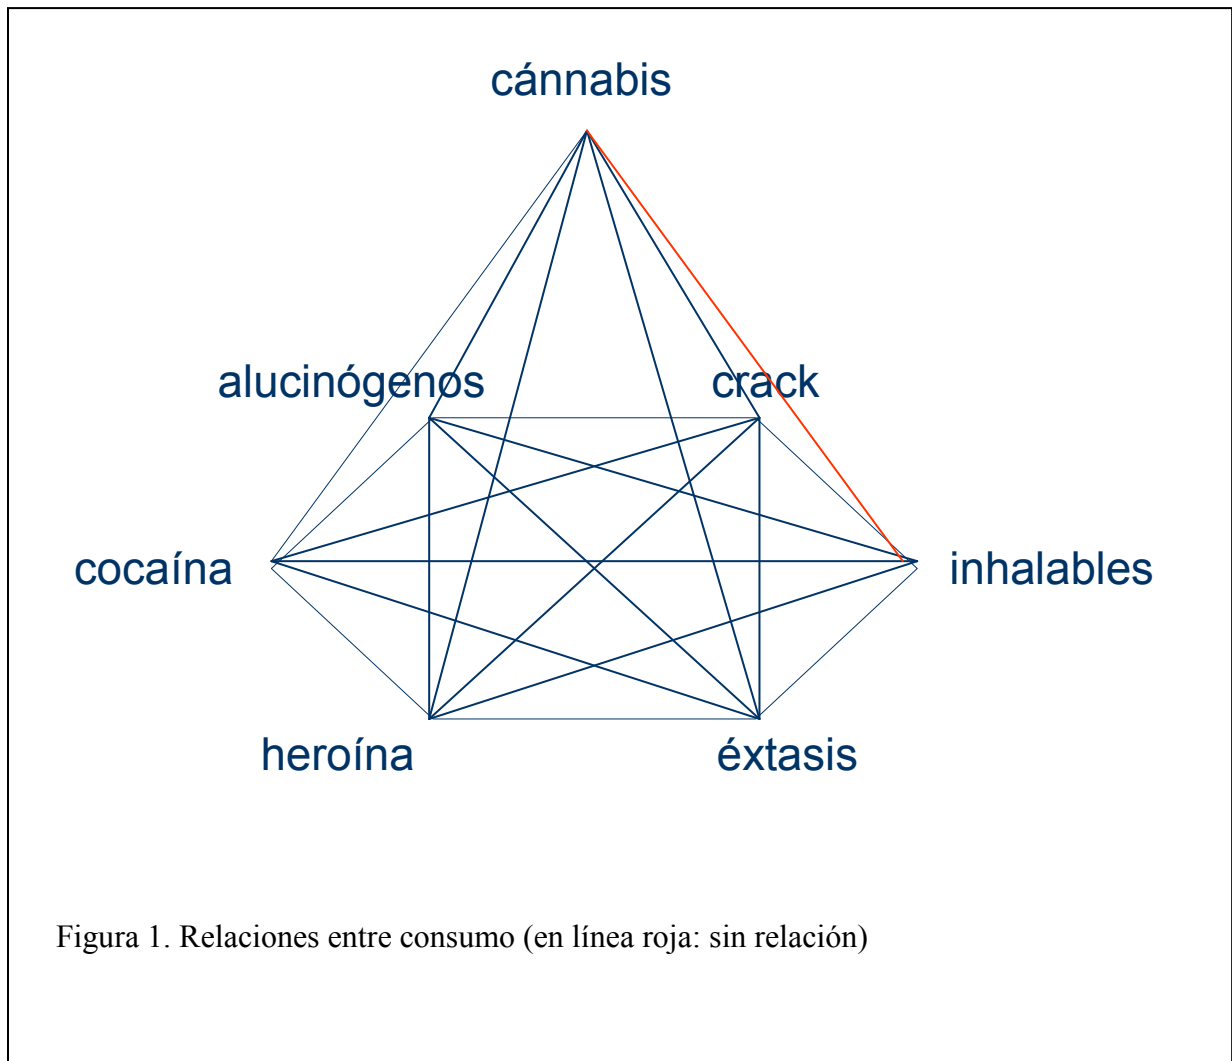 cánnabis
alucinógenos crack
cocaína inhalables
heroína éxtasis
Figura 1. Relaciones entre consumo (en línea roja: sin relación)